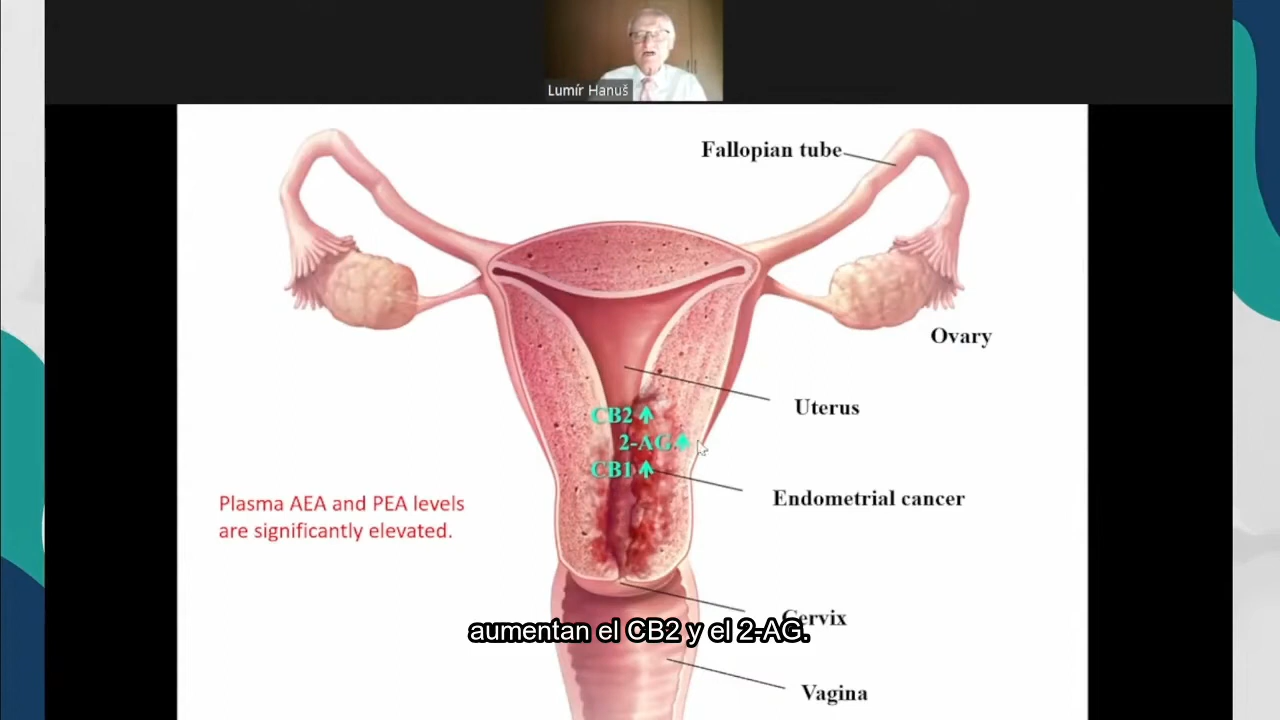 Lumír Hanuš
Fallopian tube
Ovary
Uterus
CB2 ↑
2-AG ↑
CB1 ↑
Endometrial cancer
Plasma AEA and PEA levels
are significantly elevated.
Cervix
aumentan el CB2 y el 2-AG.
Vagina